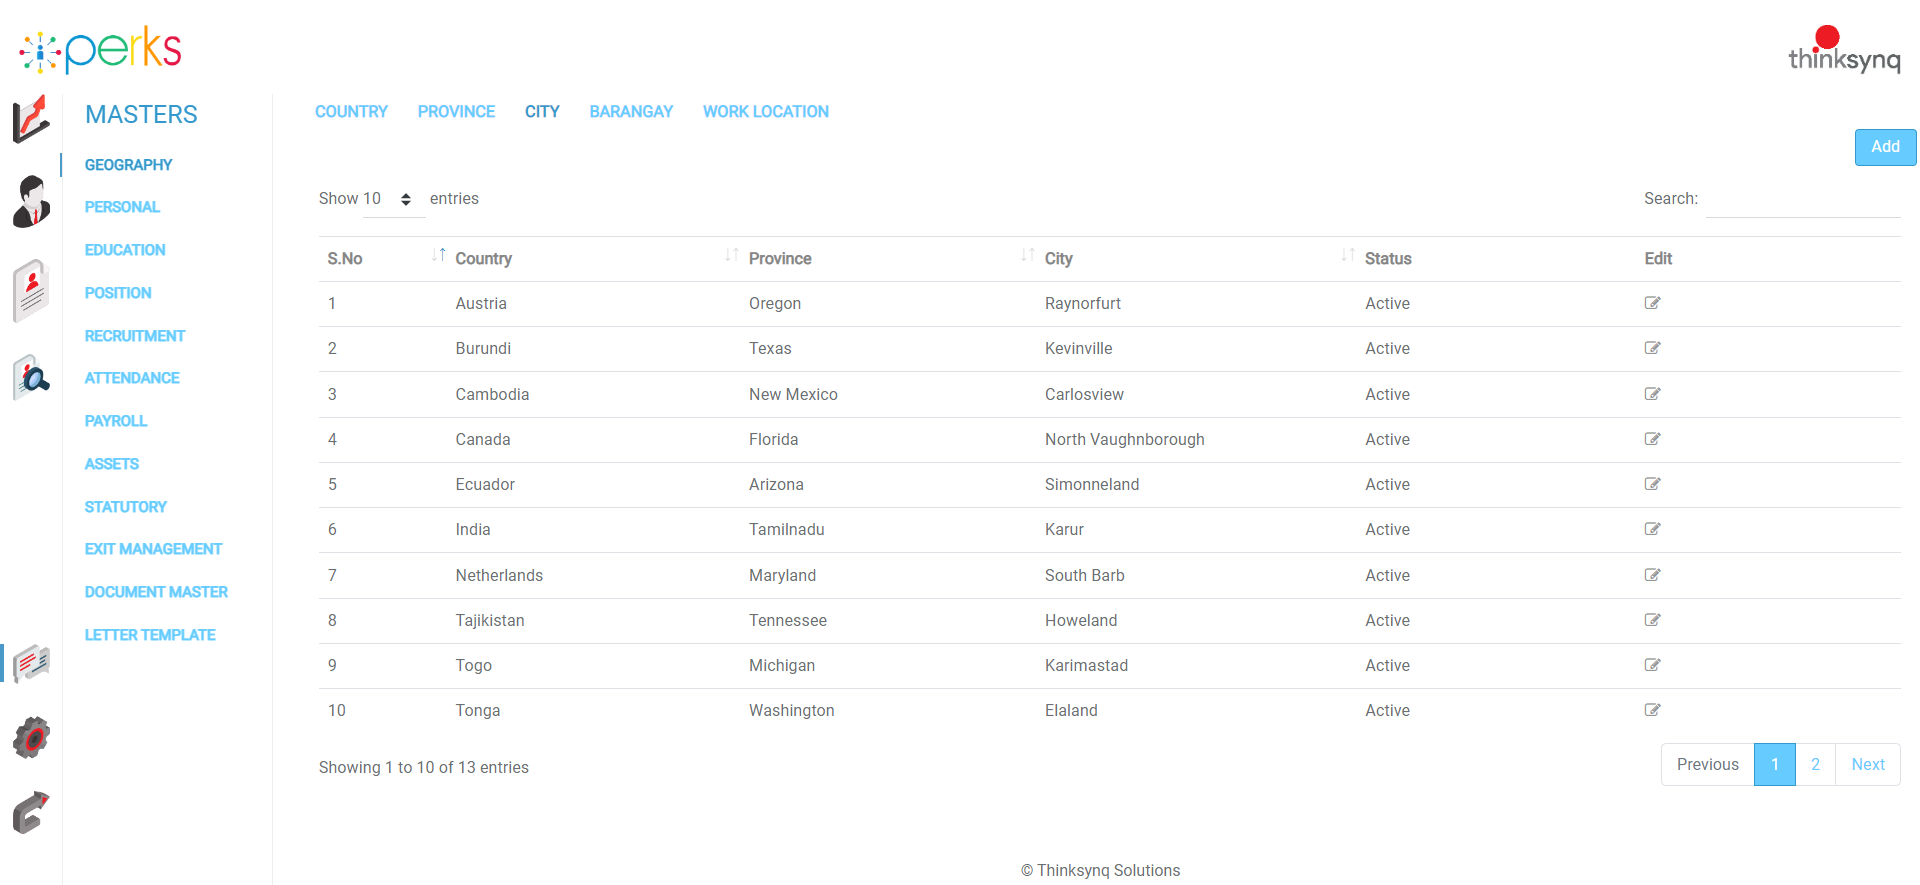 perks
thinksynq
MASTERS
GEOGRAPHY
PERSONAL
EDUCATION
POSITION
RECRUITMENT
ATTENDANCE
PAYROLL
ASSETS
STATUTORY
EXIT MANAGEMENT
DOCUMENT MASTER
LETTER TEMPLATE
COUNTRY PROVINCE CITY BARANGAY WORK LOCATION
Add
Show 10 entries Search:
S.No Country Province City Status Edit
1 Austria Oregon Raynorfurt Active
2 Burundi Texas Kevinville Active
3 Cambodia New Mexico Carlosview Active
4 Canada Florida North Vaughnborough Active
5 Ecuador Arizona Simonneland Active
6 India Tamilnadu Karur Active
7 Netherlands Maryland South Barb Active
8 Tajikistan Tennessee Howeland Active
9 Togo Michigan Karimastad Active
10 Tonga Washington Elaland Active
Showing 1 to 10 of 13 entries Previous 1 2 Next
© Thinksynq Solutions